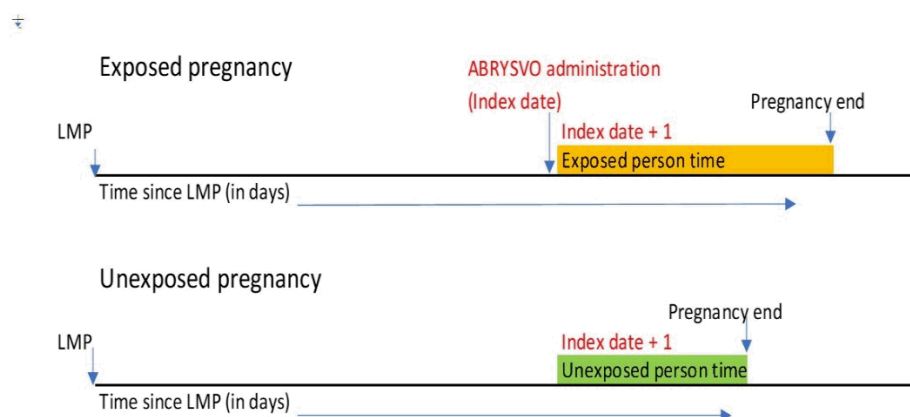 Exposed pregnancy
ABRYSVO administration
(Index date)
Pregnancy end
LMP
Index date + 1
Exposed person time
Time since LMP (in days)
Unexposed pregnancy
Pregnancy end
LMP
Index date + 1
Unexposed person time
Time since LMP (in days)